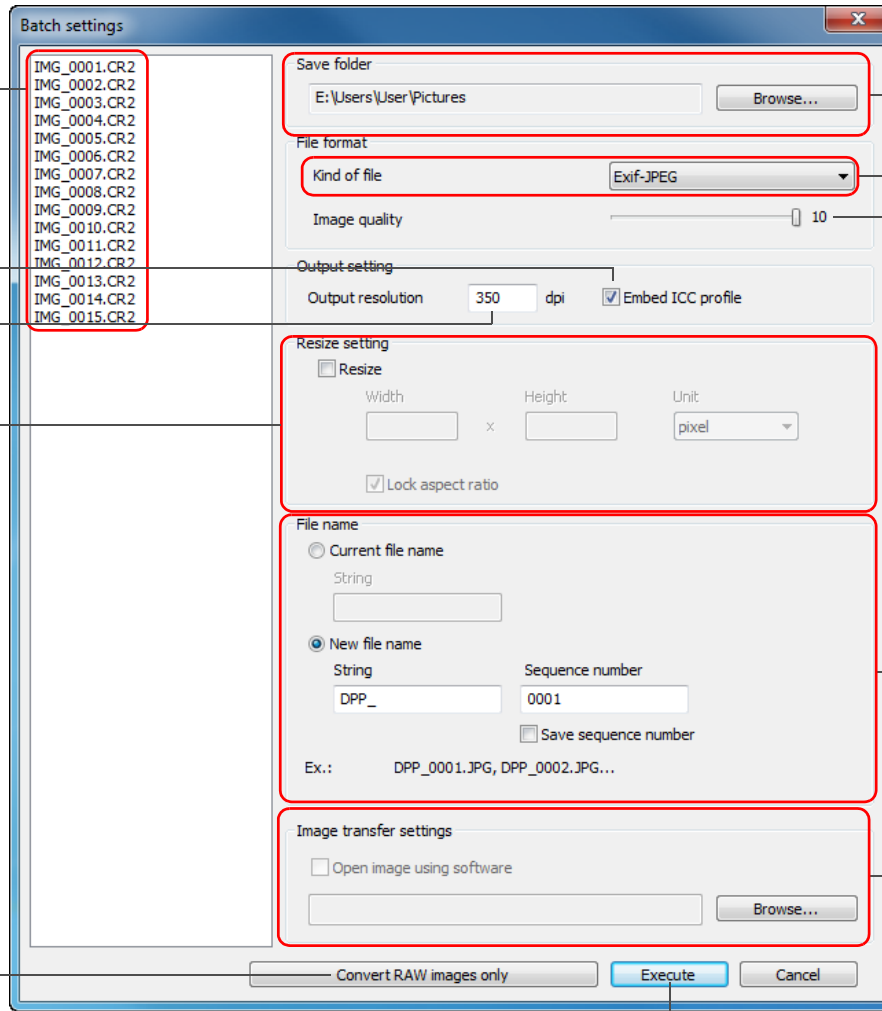 Batch settings
IMG_0001.CR2
IMG_0002.CR2
IMG_0003.CR2
IMG_0004.CR2
IMG_0005.CR2
IMG_0006.CR2
IMG_0007.CR2
IMG_0008.CR2
IMG_0009.CR2
IMG_0010.CR2
IMG_0011.CR2
IMG_0012.CR2
IMG_0013.CR2
IMG_0014.CR2
IMG_0015.CR2
Save folder
E:\Users\User\Pictures Browse...
File format
Kind of file Exif-JPEG
Image quality 10
Output setting
Output resolution 350 dpi Embed ICC profile
Resize setting
Resize
Width Height Unit
x pixel
Lock aspect ratio
File name
Current file name
String
New file name
String Sequence number
DPP_ 0001
Save sequence number
Ex.: DPP_0001.JPG, DPP_0002.JPG...
Image transfer settings
Open image using software
Browse...
Convert RAW images only Execute Cancel